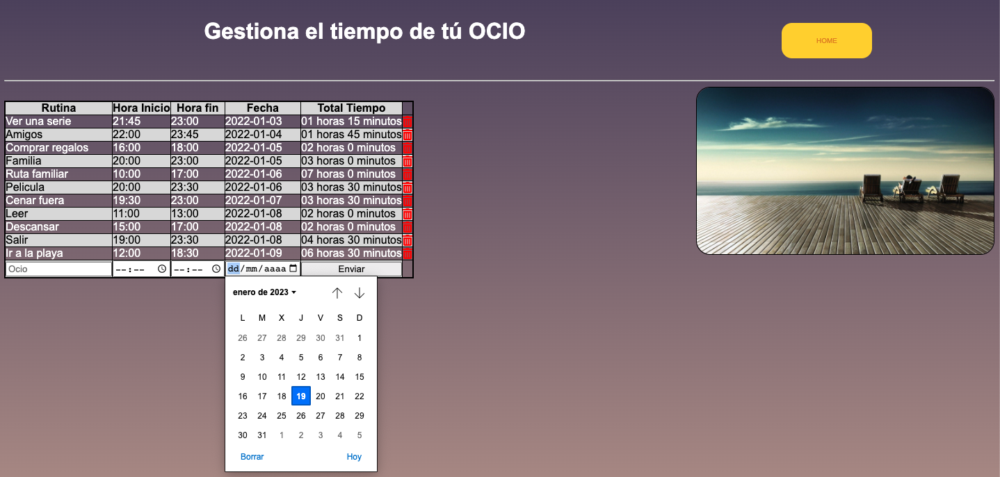 Gestiona el tiempo de tú OCIO
HOME
Rutina Hora Inicio Hora fin Fecha Total Tiempo
Ver una serie 21:45 23:00 2022-01-03 01 horas 15 minutos
Amigos 22:00 23:45 2022-01-04 01 horas 45 minutos
Comprar regalos 16:00 18:00 2022-01-05 02 horas 0 minutos
Familia 20:00 23:00 2022-01-05 03 horas 0 minutos
Ruta familiar 10:00 17:00 2022-01-06 07 horas 0 minutos
Pelicula 20:00 23:30 2022-01-06 03 horas 30 minutos
Cenar fuera 19:30 23:00 2022-01-07 03 horas 30 minutos
Leer 11:00 13:00 2022-01-08 02 horas 0 minutos
Descansar 15:00 17:00 2022-01-08 02 horas 0 minutos
Salir 19:00 23:30 2022-01-08 04 horas 30 minutos
Ir a la playa 12:00 18:30 2022-01-09 06 horas 30 minutos
Ocio --:-- --:-- dd/mm/aaaa Enviar
enero de 2023
L M X J V S D
26 27 28 29 30 31 1
2 3 4 5 6 7 8
9 10 11 12 13 14 15
16 17 18 19 20 21 22
23 24 25 26 27 28 29
30 31 1 2 3 4 5
Borrar Hoy